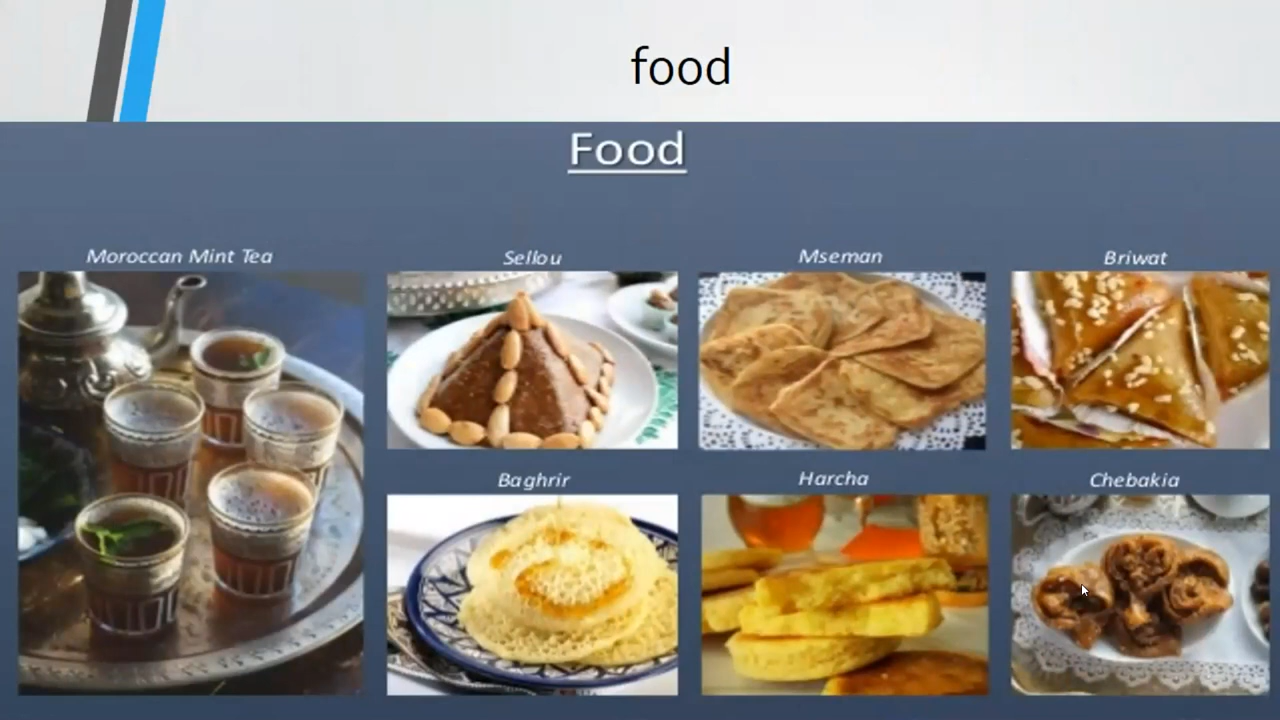 food
Food
Moroccan Mint Tea
Sellou
Mseman
Briwat
Baghrir
Harcha
Chebakia